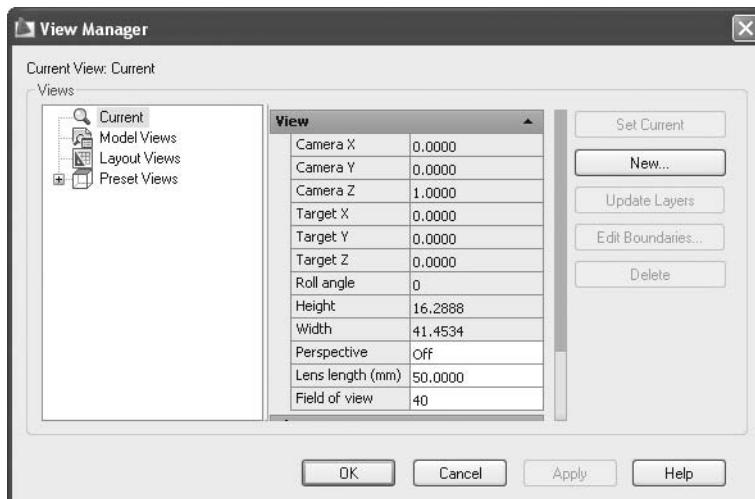 View Manager
Current View: Current
Views
Current
Model Views
Layout Views
Preset Views
View
Camera X 0.0000
Camera Y 0.0000
Camera Z 1.0000
Target X 0.0000
Target Y 0.0000
Target Z 0.0000
Roll angle 0
Height 16.2888
Width 41.4534
Perspective Off
Lens length (mm) 50.0000
Field of view 40
Set Current
New...
Update Layers
Edit Boundaries...
Delete
OK
Cancel
Apply
Help